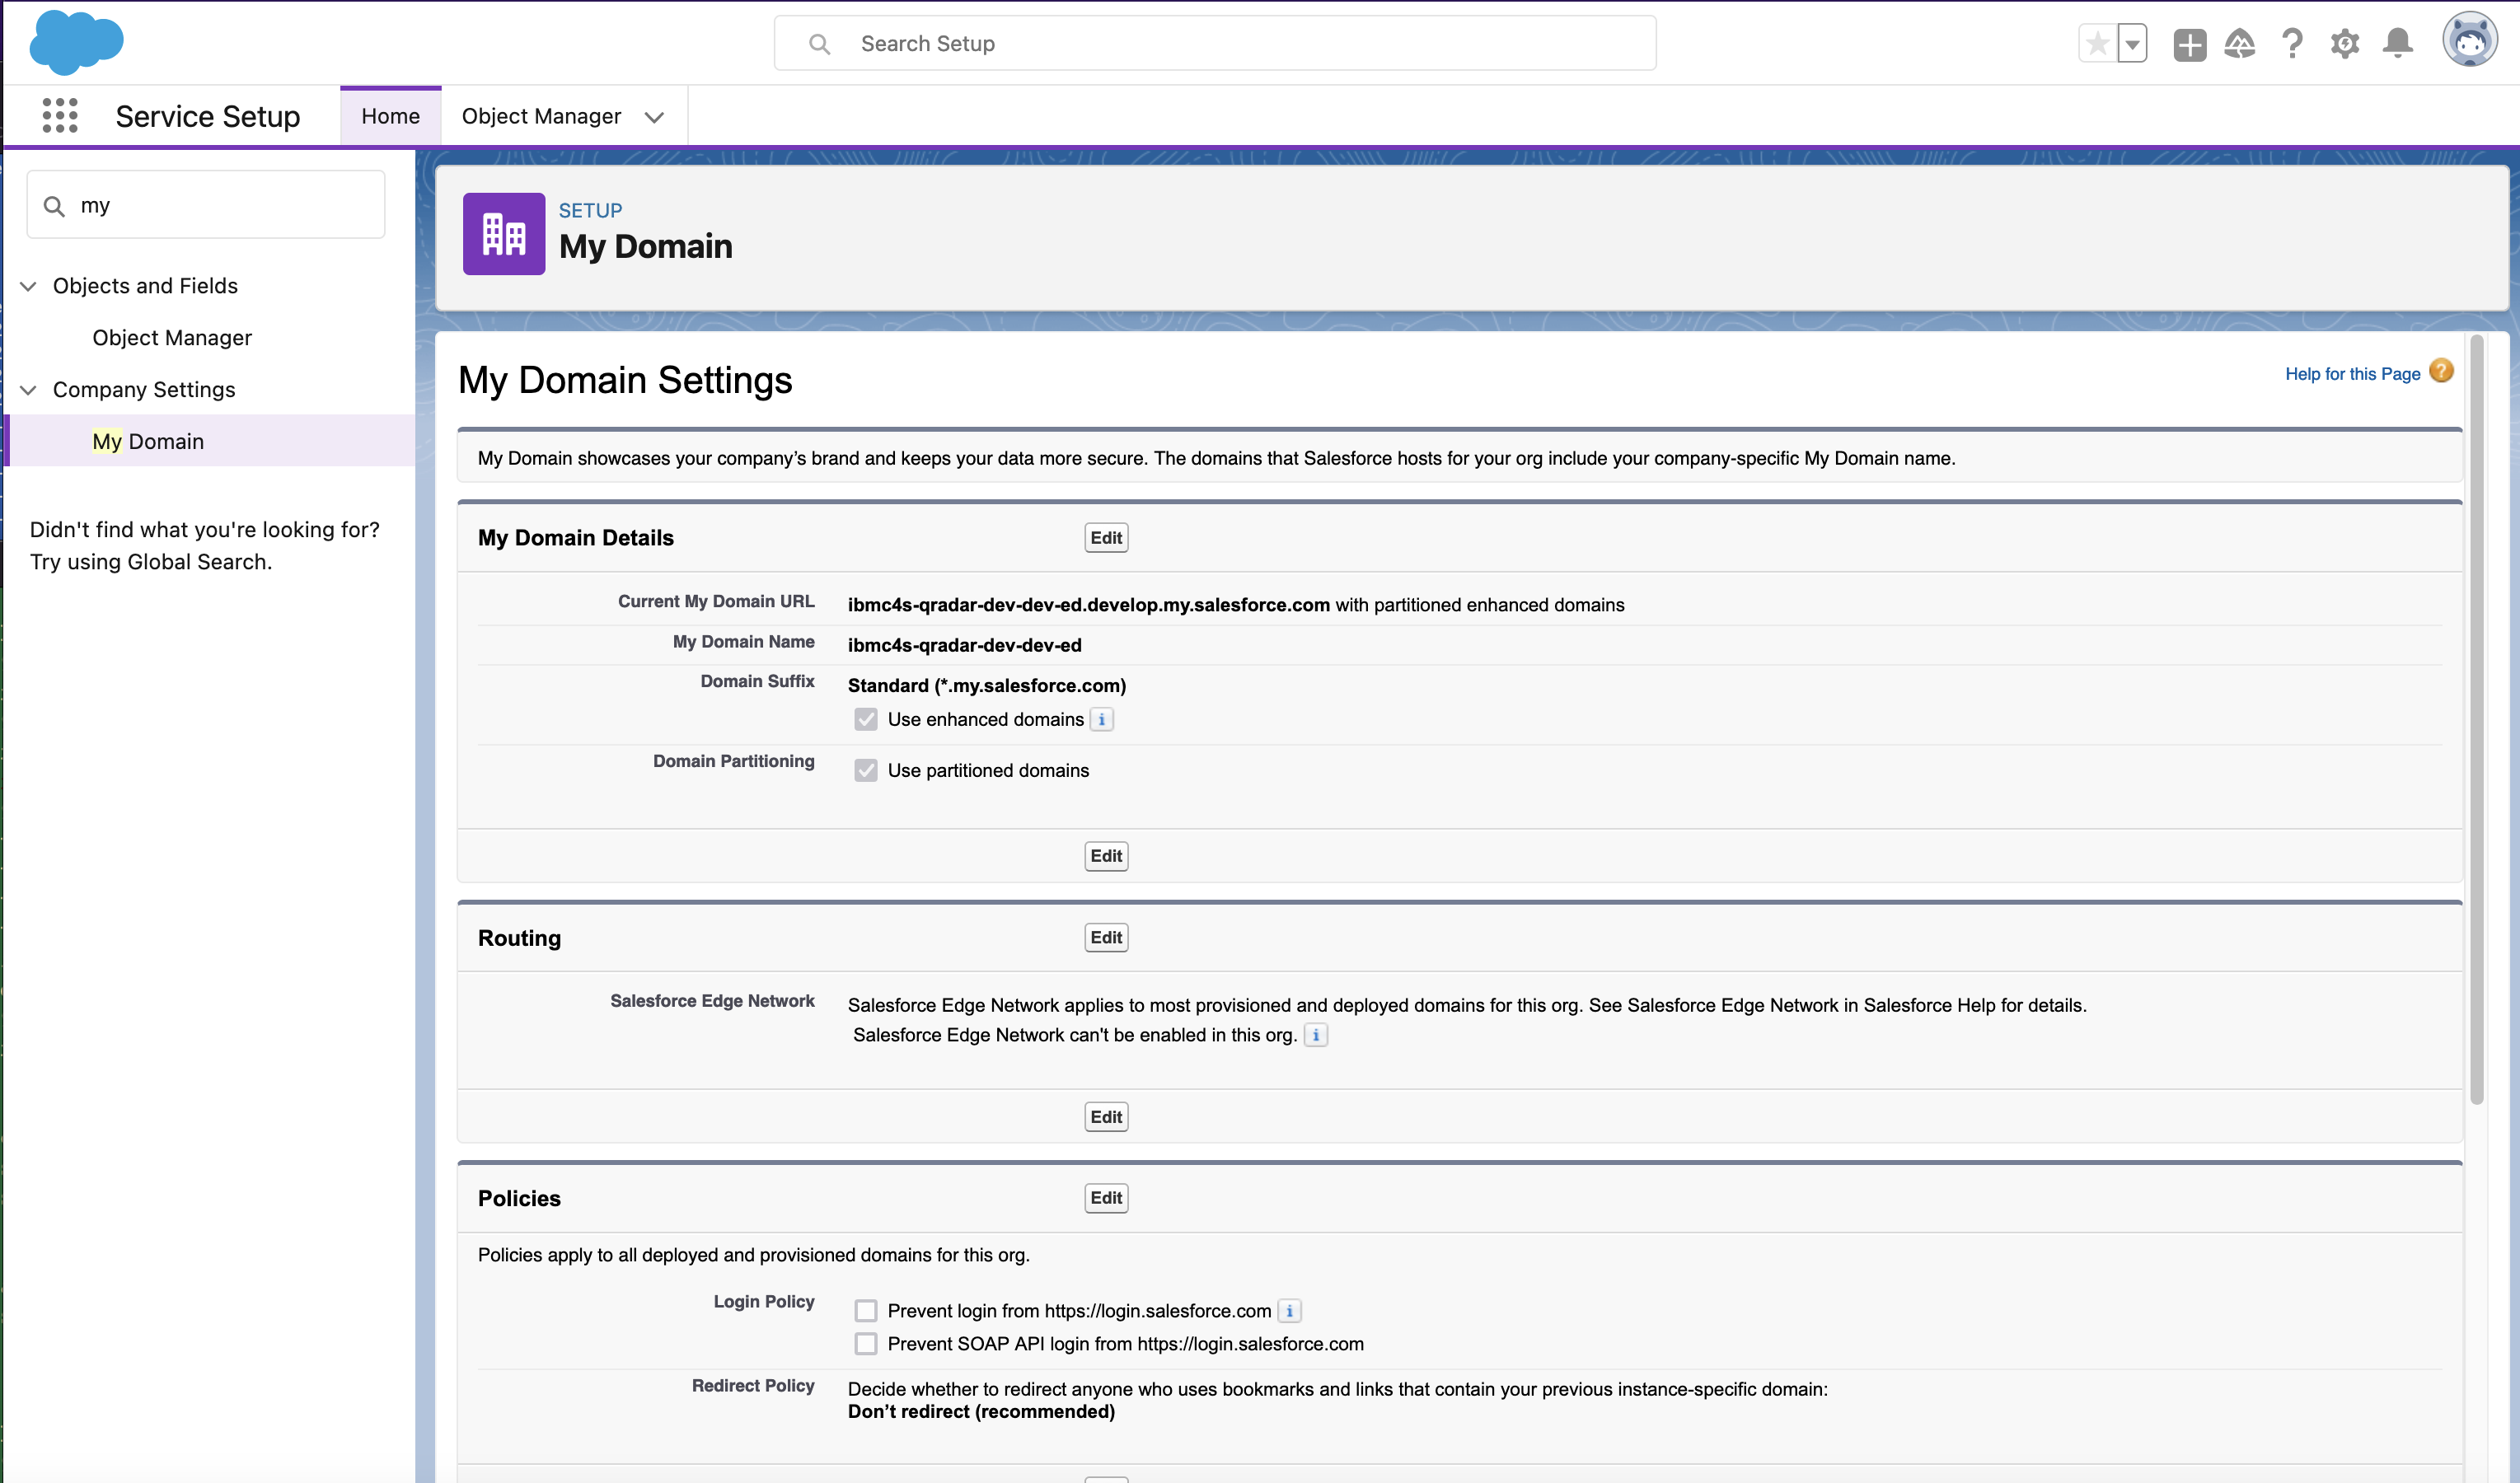 Search Setup
Service Setup
Home
Object Manager
my
Objects and Fields
Object Manager
Company Settings
My Domain
Didn't find what you're looking for?
Try using Global Search.
SETUP
My Domain
My Domain Settings
Help for this Page
My Domain showcases your company’s brand and keeps your data more secure. The domains that Salesforce hosts for your org include your company-specific My Domain name.
My Domain Details
Edit
Current My Domain URL ibmc4s-qradar-dev-dev-ed.develop.my.salesforce.com with partitioned enhanced domains
My Domain Name ibmc4s-qradar-dev-dev-ed
Domain Suffix Standard (*.my.salesforce.com)
Use enhanced domains
Domain Partitioning Use partitioned domains
Edit
Routing
Edit
Salesforce Edge Network Salesforce Edge Network applies to most provisioned and deployed domains for this org. See Salesforce Edge Network in Salesforce Help for details.
Salesforce Edge Network can't be enabled in this org.
Edit
Policies
Edit
Policies apply to all deployed and provisioned domains for this org.
Login Policy Prevent login from https://login.salesforce.com
Prevent SOAP API login from https://login.salesforce.com
Redirect Policy Decide whether to redirect anyone who uses bookmarks and links that contain your previous instance-specific domain:
Don’t redirect (recommended)